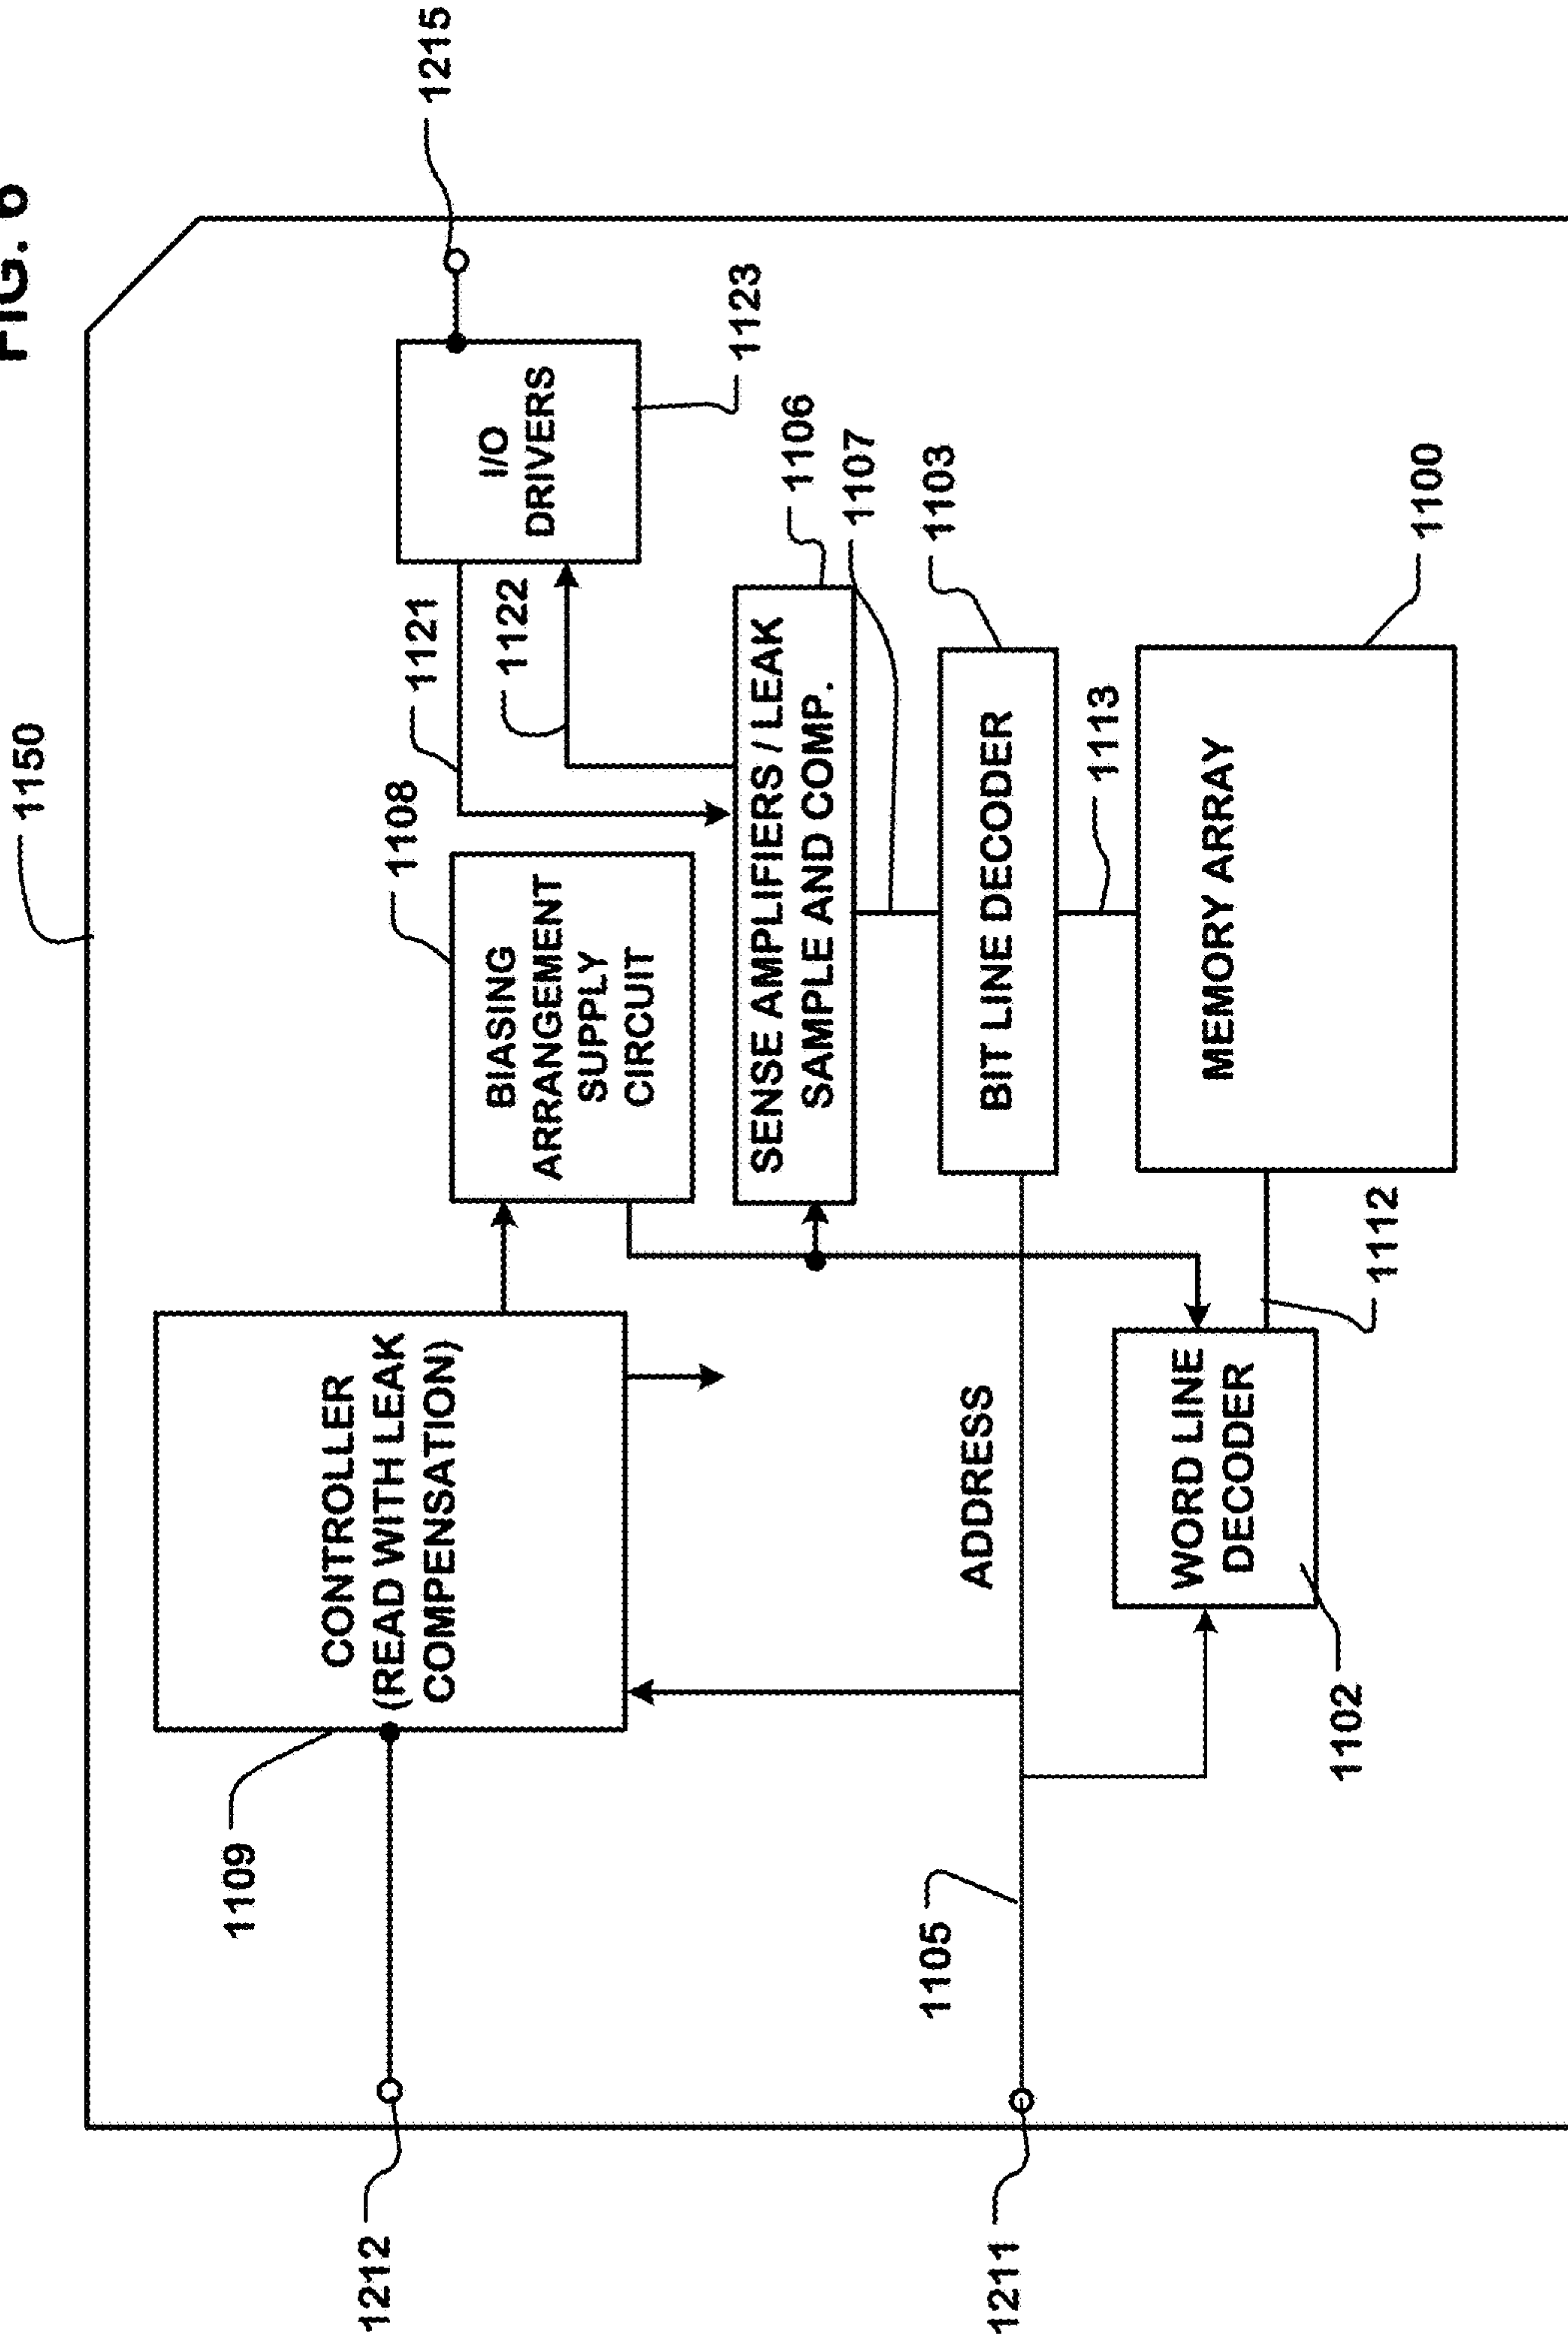 FIG. 6
1150
1215
1108
1121
1122
I/O
DRIVERS
1123
1212
1109
CONTROLLER
(READ WITH LEAK
COMPENSATION)
BIASING
ARRANGEMENT
SUPPLY
CIRCUIT
SENSE AMPLIFIERS / LEAK
SAMPLE AND COMP.
1106
1107
1211
1105
ADDRESS
BIT LINE DECODER
1103
1113
WORD LINE
DECODER
1102
1112
MEMORY ARRAY
1100